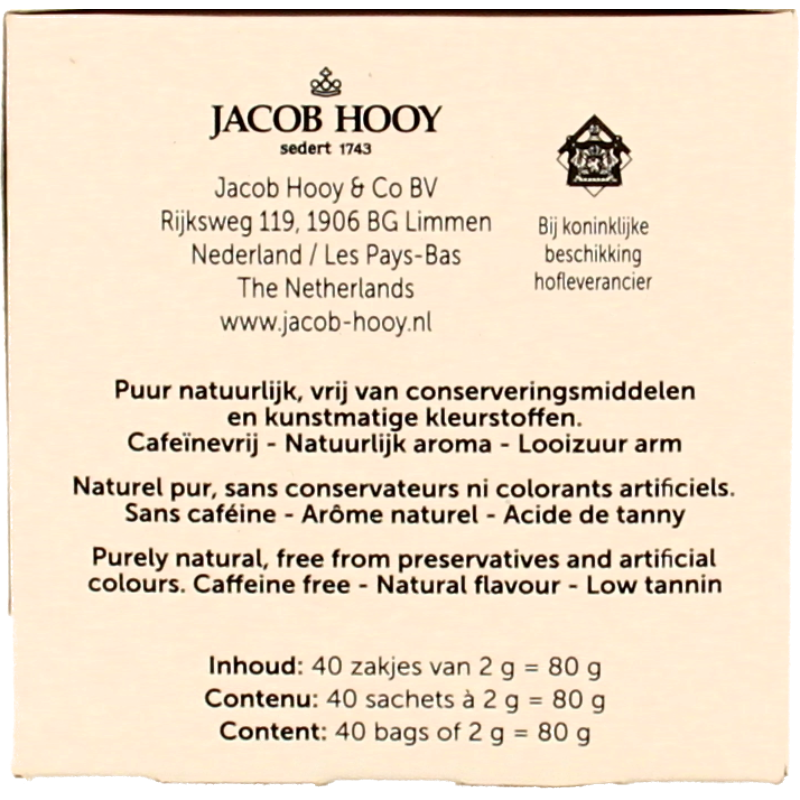 JACOB HOOY
sedert 1743
Jacob Hooy & Co BV
Rijksweg 119, 1906 BG Limmen
Nederland / Les Pays-Bas
The Netherlands
www.jacob-hooy.nl
Bij koninklijke
beschikking
hofleverancier
Puur natuurlijk, vrij van conserveringsmiddelen
en kunstmatige kleurstoffen.
Cafeïnevrij - Natuurlijk aroma - Looizuur arm
Naturel pur, sans conservateurs ni colorants artificiels.
Sans caféine - Arôme naturel - Acide de tanny
Purely natural, free from preservatives and artificial
colours. Caffeine free - Natural flavour - Low tannin
Inhoud: 40 zakjes van 2 g = 80 g
Contenu: 40 sachets à 2 g = 80 g
Content: 40 bags of 2 g = 80 g